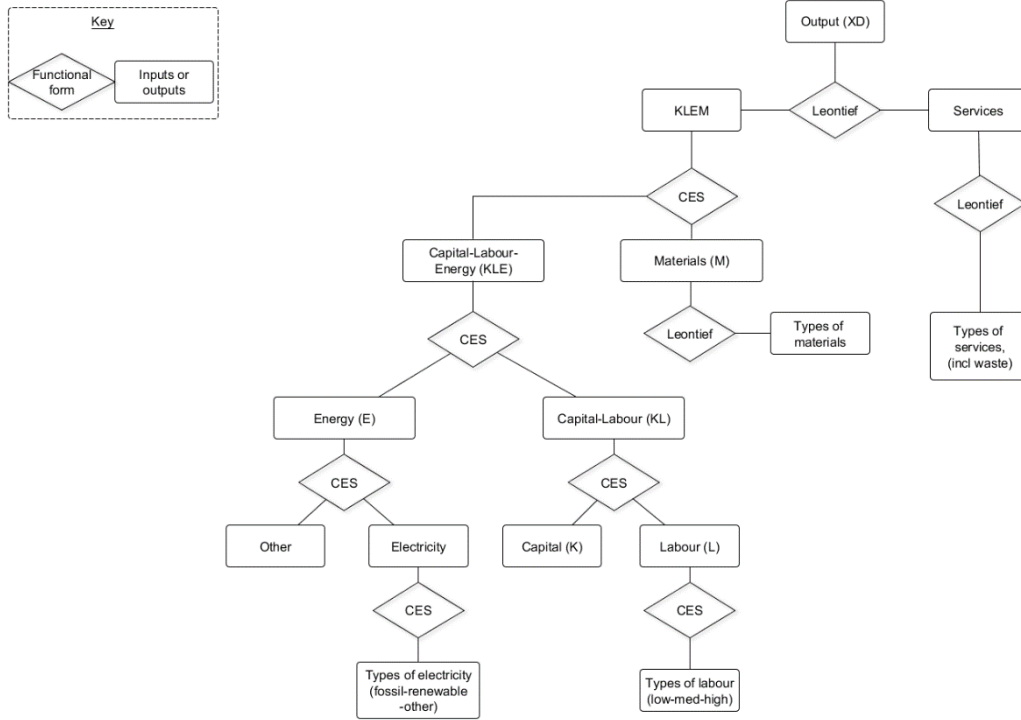 Key
Functional
form
Inputs or
outputs
Output (XD)
KLEM
Leontief
Services
CES
Leontief
Capital-Labour-
Energy (KLE)
Materials (M)
CES
Leontief
Types of
materials
Types of
services,
(incl waste)
Energy (E)
Capital-Labour (KL)
CES
CES
Other
Electricity
Capital (K)
Labour (L)
CES
CES
Types of electricity
(fossil-renewable
-other)
Types of labour
(low-med-high)